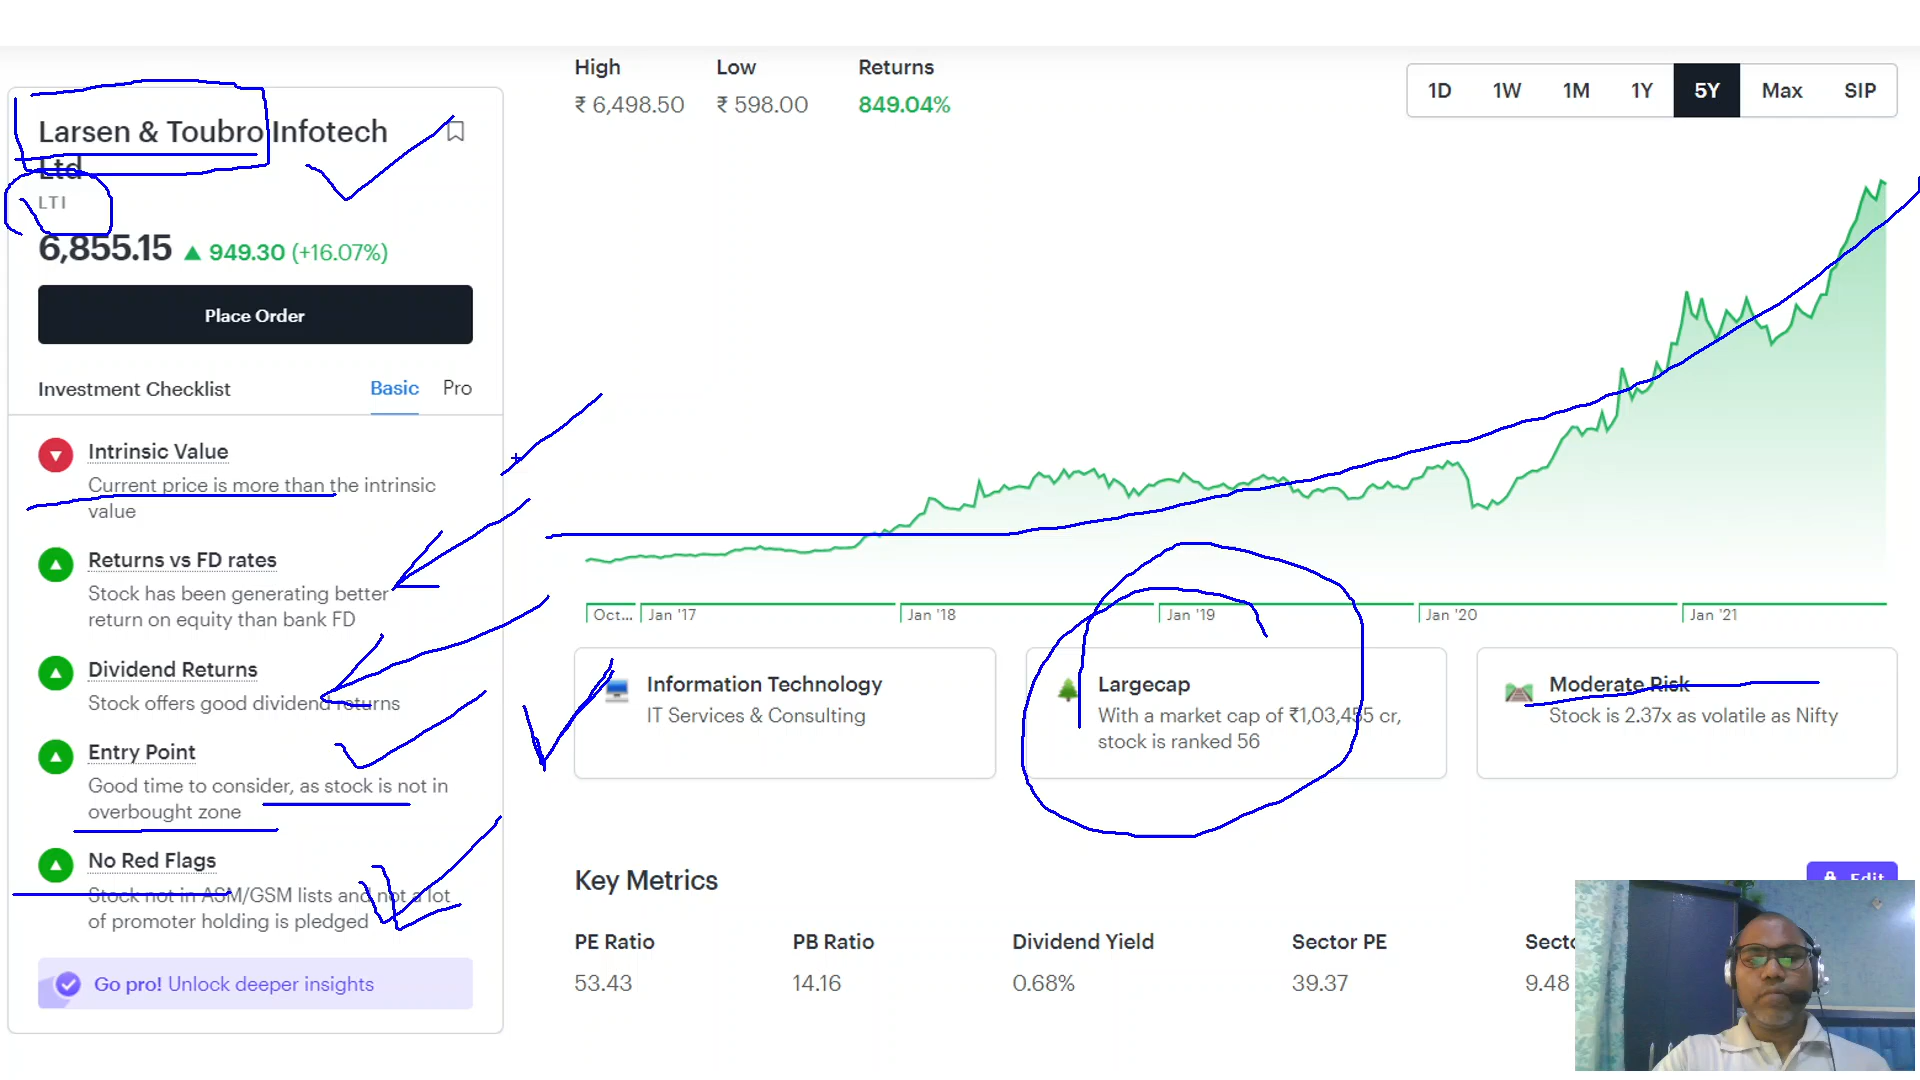 Larsen & Toubro Infotech
Ltd
LTI
6,855.15 ▲ 949.30 (+16.07%)
Place Order
Investment Checklist Basic Pro
Intrinsic Value
Current price is more than the intrinsic
value
Returns vs FD rates
Stock has been generating better
return on equity than bank FD
Dividend Returns
Stock offers good dividend returns
Entry Point
Good time to consider, as stock is not in
overbought zone
No Red Flags
Stock not in ASM/GSM lists and not a lot
of promoter holding is pledged
Go pro! Unlock deeper insights
High Low Returns
₹ 6,498.50 ₹ 598.00 849.04%
1D 1W 1M 1Y 5Y Max SIP
Oct... Jan '17 Jan '18 Jan '19 Jan '20 Jan '21
Information Technology
IT Services & Consulting
Largecap
With a market cap of ₹1,03,455 cr,
stock is ranked 56
Moderate Risk
Stock is 2.37x as volatile as Nifty
Key Metrics
Edit
PE Ratio PB Ratio Dividend Yield Sector PE
53.43 14.16 0.68% 39.37 9.48